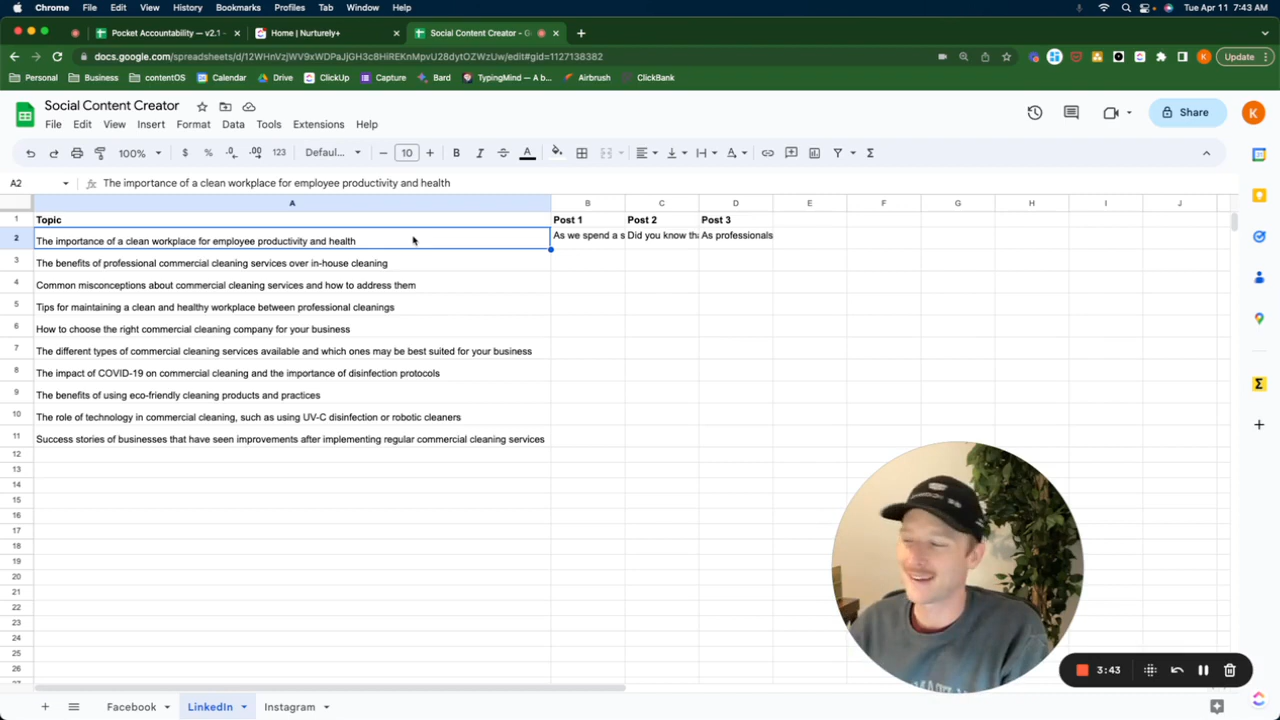 Chrome File Edit View History Bookmarks Profiles Tab Window Help Tue Apr 11 7:43 AM
Pocket Accountability — v2.1 - Home | Nurturely+ Social Content Creator - G
docs.google.com/spreadsheets/d/12WHnVzjWV9xWDPaJjGH3c8HiREKnMpvU28dytOZWzUw/edit#gid=1127138382 K Update
Personal Business contentOS Calendar Drive ClickUp Capture Bard TypingMind — A b... Airbrush ClickBank
Social Content Creator
File Edit View Insert Format Data Tools Extensions Help
Share K
100% $ % .0 .00 123 Defaul... 10 B I A
A2 fx The importance of a clean workplace for employee productivity and health
A B C D E F G H I J
1 Topic Post 1 Post 2 Post 3
2 The importance of a clean workplace for employee productivity and health As we spend a s Did you know tha As professionals
3 The benefits of professional commercial cleaning services over in-house cleaning
4 Common misconceptions about commercial cleaning services and how to address them
5 Tips for maintaining a clean and healthy workplace between professional cleanings
6 How to choose the right commercial cleaning company for your business
7 The different types of commercial cleaning services available and which ones may be best suited for your business
8 The impact of COVID-19 on commercial cleaning and the importance of disinfection protocols
9 The benefits of using eco-friendly cleaning products and practices
10 The role of technology in commercial cleaning, such as using UV-C disinfection or robotic cleaners
11 Success stories of businesses that have seen improvements after implementing regular commercial cleaning services
12
13
14
15
16
17
18
19
20
21
22
23
24
25
26
3:43
Facebook LinkedIn Instagram